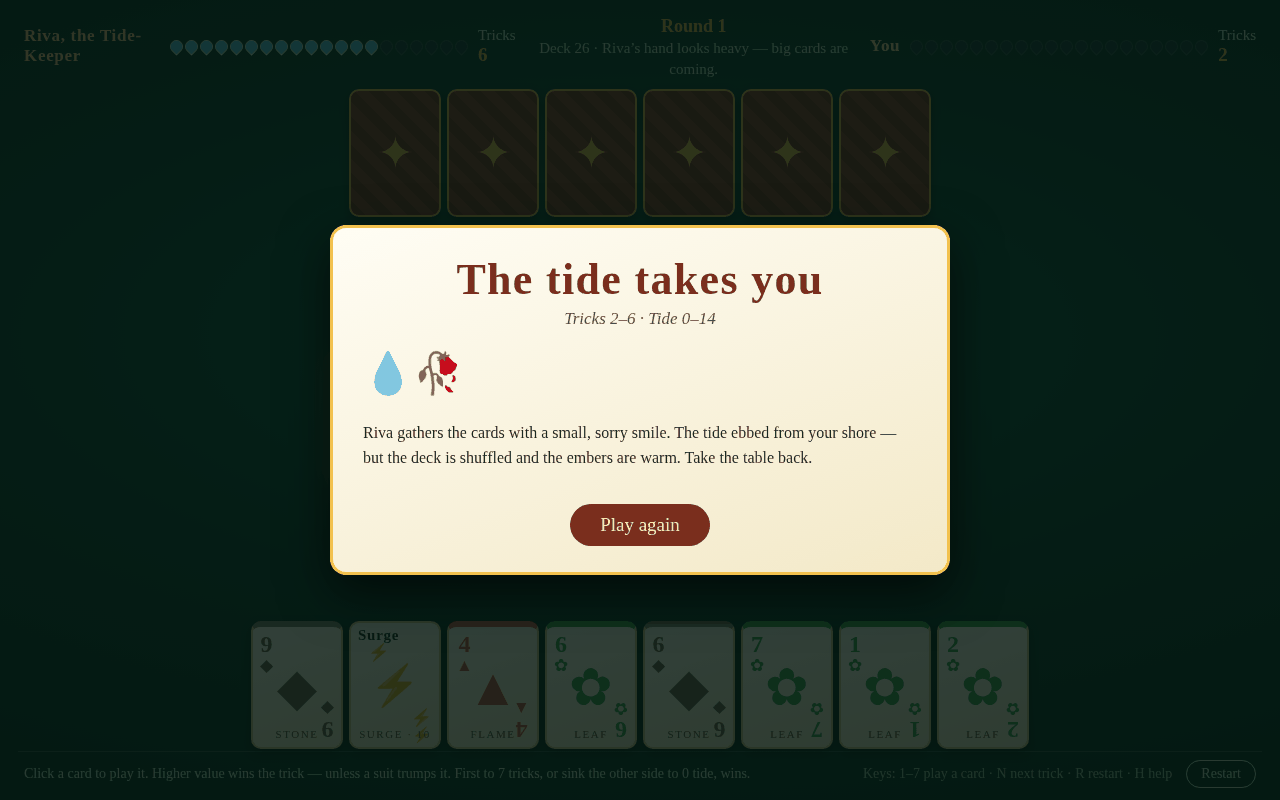 Riva, the Tide-
Keeper
Tricks
6
Round 1
Deck 26 · Riva's hand looks heavy — big cards are
coming.
You
Tricks
2
The tide takes you
Tricks 2–6 · Tide 0–14
Riva gathers the cards with a small, sorry smile. The tide ebbed from your shore —
but the deck is shuffled and the embers are warm. Take the table back.
Play again
9
STONE
9
Surge
SURGE · 10
4
FLAME
4
6
LEAF
6
6
STONE
6
7
LEAF
7
1
LEAF
1
2
LEAF
2
Click a card to play it. Higher value wins the trick — unless a suit trumps it. First to 7 tricks, or sink the other side to 0 tide, wins.
Keys: 1–7 play a card · N next trick · R restart · H help
Restart